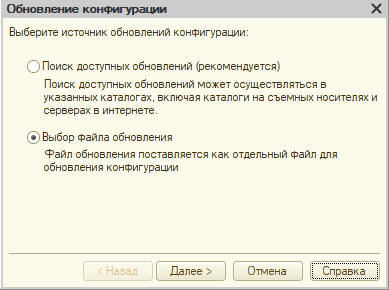 Обновление конфигурации
Выберите источник обновлений конфигурации:
Поиск доступных обновлений (рекомендуется)
Поиск доступных обновлений может осуществляться в
указанных каталогах, включая каталоги на съемных носителях и
серверах в интернете.
Выбор файла обновления
Файл обновления поставляется как отдельный файл для
обновления конфигурации
< Назад
Далее >
Отмена
Справка